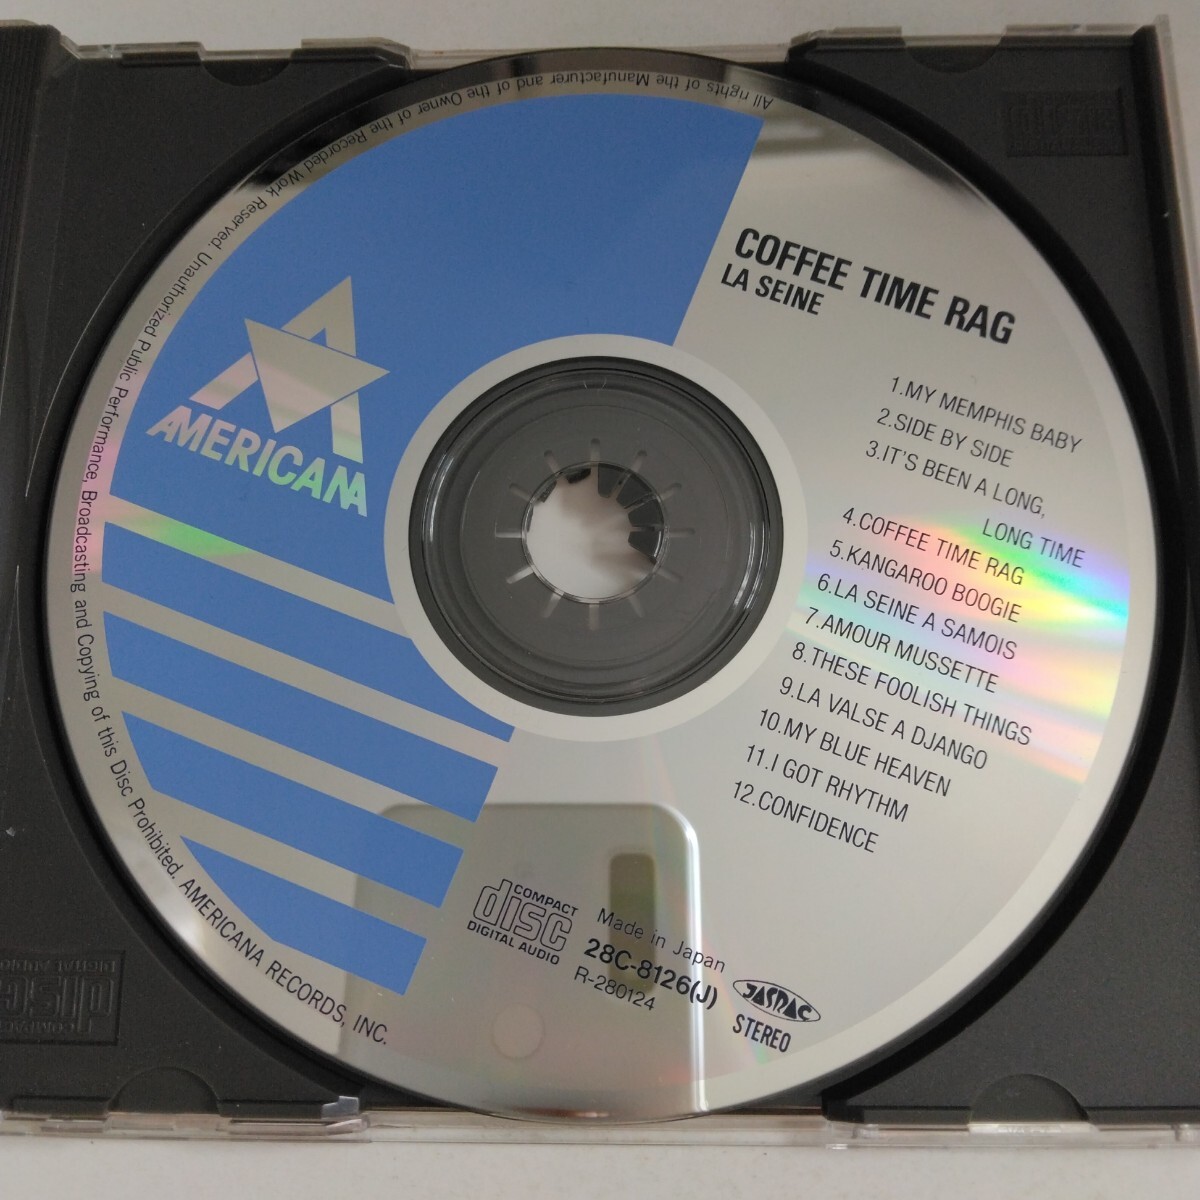 COFFEE TIME RAG
LA SEINE
1.MY MEMPHIS BABY
2.SIDE BY SIDE
3.IT'S BEEN A LONG,
LONG TIME
4.COFFEE TIME RAG
5.KANGAROO BOOGIE
6.LA SEINE A SAMOIS
7.AMOUR MUSSETTE
8.THESE FOOLISH THINGS
9.LA VALSE A DJANGO
10.MY BLUE HEAVEN
11.I GOT RHYTHM
12.CONFIDENCE
AMERICANA
COMPACT
disc
DIGITAL AUDIO
Made in Japan
28C-8126(J)
R-280124
JASRAC
STEREO
All rights of the Manufacturer and of the Owner of the Recorded Work Reserved. Unauthorized Public Performance, Broadcasting and Copying of this Disc Prohibited. AMERICANA RECORDS, INC.
COMPACT
disc
DIGITAL AUDIO